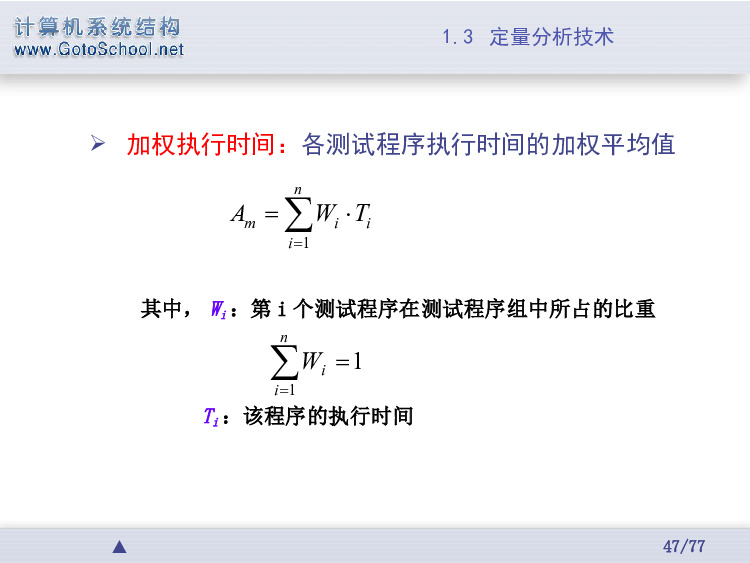 计算机系统结构
www.GotoSchool.net
1.3 定量分析技术
➢ 加权执行时间：各测试程序执行时间的加权平均值
n
A_m = ∑ W_i · T_i
i=1
其中， W_i：第 i 个测试程序在测试程序组中所占的比重
n
∑ W_i = 1
i=1
T_i：该程序的执行时间
▲
47/77